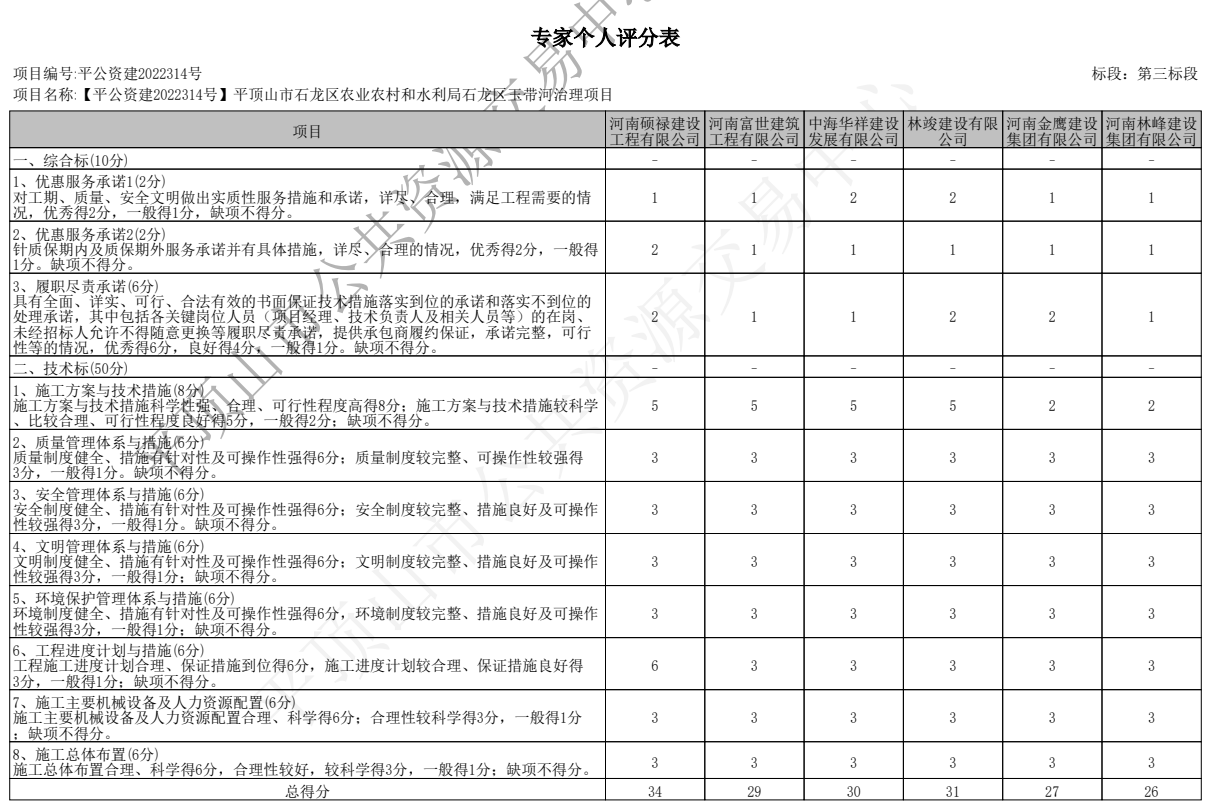 专家个人评分表
项目编号:平公资建2022314号
标段：第三标段
项目名称:【平公资建2022314号】平顶山市石龙区农业农村和水利局石龙区玉带河治理项目
项目
河南硕禄建设工程有限公司
河南富世建筑工程有限公司
中海华祥建设发展有限公司
林竣建设有限公司
河南金鹰建设集团有限公司
河南林峰建设集团有限公司
一、综合标(10分)
- - - - - -
1、优惠服务承诺1(2分)
对工期、质量、安全文明做出实质性服务措施和承诺，详尽、合理，满足工程需要的情
况，优秀得2分，一般得1分，缺项不得分。
1 1 2 2 1 1
2、优惠服务承诺2(2分)
针质保期内及质保期外服务承诺并有具体措施，详尽、合理的情况，优秀得2分，一般得
1分。缺项不得分。
2 1 1 1 1 1
3、履职尽责承诺(6分)
具有全面、详实、可行、合法有效的书面保证技术措施落实到位的承诺和落实不到位的
处理承诺，其中包括各关键岗位人员（项目经理、技术负责人及相关人员等）的在岗、
未经招标人允许不得随意更换等履职尽责承诺，提供承包商履约保证，承诺完整，可行
性等的情况，优秀得6分，良好得4分，一般得1分。缺项不得分。
2 1 1 2 2 1
二、技术标(50分)
- - - - - -
1、施工方案与技术措施(8分)
施工方案与技术措施科学性强、合理、可行性程度高得8分；施工方案与技术措施较科学
、比较合理、可行性程度良好得5分，一般得2分；缺项不得分。
5 5 5 5 2 2
2、质量管理体系与措施(6分)
质量制度健全、措施有针对性及可操作性强得6分；质量制度较完整、可操作性较强得
3分，一般得1分。缺项不得分。
3 3 3 3 3 3
3、安全管理体系与措施(6分)
安全制度健全、措施有针对性及可操作性强得6分；安全制度较完整、措施良好及可操作
性较强得3分，一般得1分。缺项不得分。
3 3 3 3 3 3
4、文明管理体系与措施(6分)
文明制度健全、措施有针对性及可操作性强得6分；文明制度较完整、措施良好及可操作
性较强得3分，一般得1分；缺项不得分。
3 3 3 3 3 3
5、环境保护管理体系与措施(6分)
环境制度健全、措施有针对性及可操作性强得6分，环境制度较完整、措施良好及可操作
性较强得3分，一般得1分；缺项不得分。
3 3 3 3 3 3
6、工程进度计划与措施(6分)
工程施工进度计划合理、保证措施到位得6分，施工进度计划较合理、保证措施良好得
3分，一般得1分；缺项不得分。
6 3 3 3 3 3
7、施工主要机械设备及人力资源配置(6分)
施工主要机械设备及人力资源配置合理、科学得6分；合理性较科学得3分，一般得1分
；缺项不得分。
3 3 3 3 3 3
8、施工总体布置(6分)
施工总体布置合理、科学得6分，合理性较好，较科学得3分，一般得1分；缺项不得分。
3 3 3 3 3 3
总得分
34 29 30 31 27 26
平顶山市公共资源交易中心
平顶山市公共资源交易中心